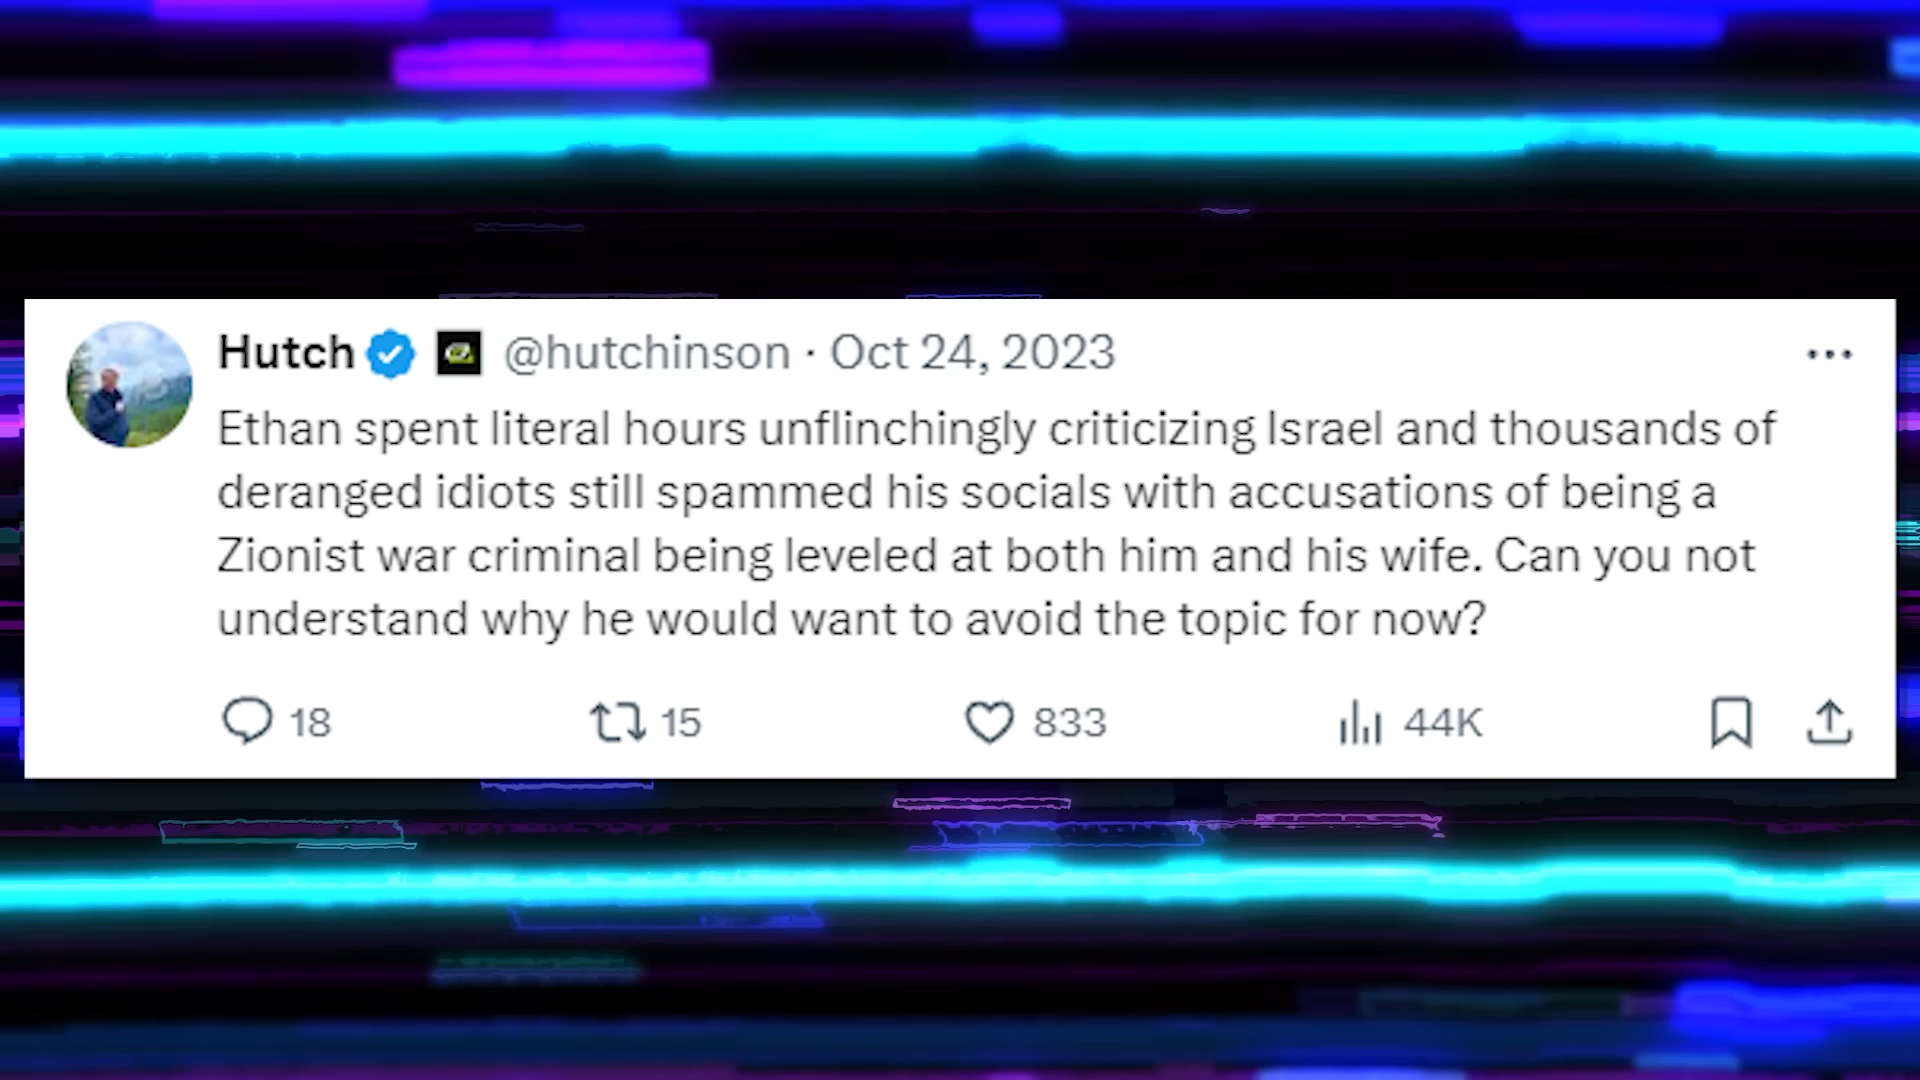 Hutch @hutchinson · Oct 24, 2023
Ethan spent literal hours unflinchingly criticizing Israel and thousands of
deranged idiots still spammed his socials with accusations of being a
Zionist war criminal being leveled at both him and his wife. Can you not
understand why he would want to avoid the topic for now?
18 15 833 44K